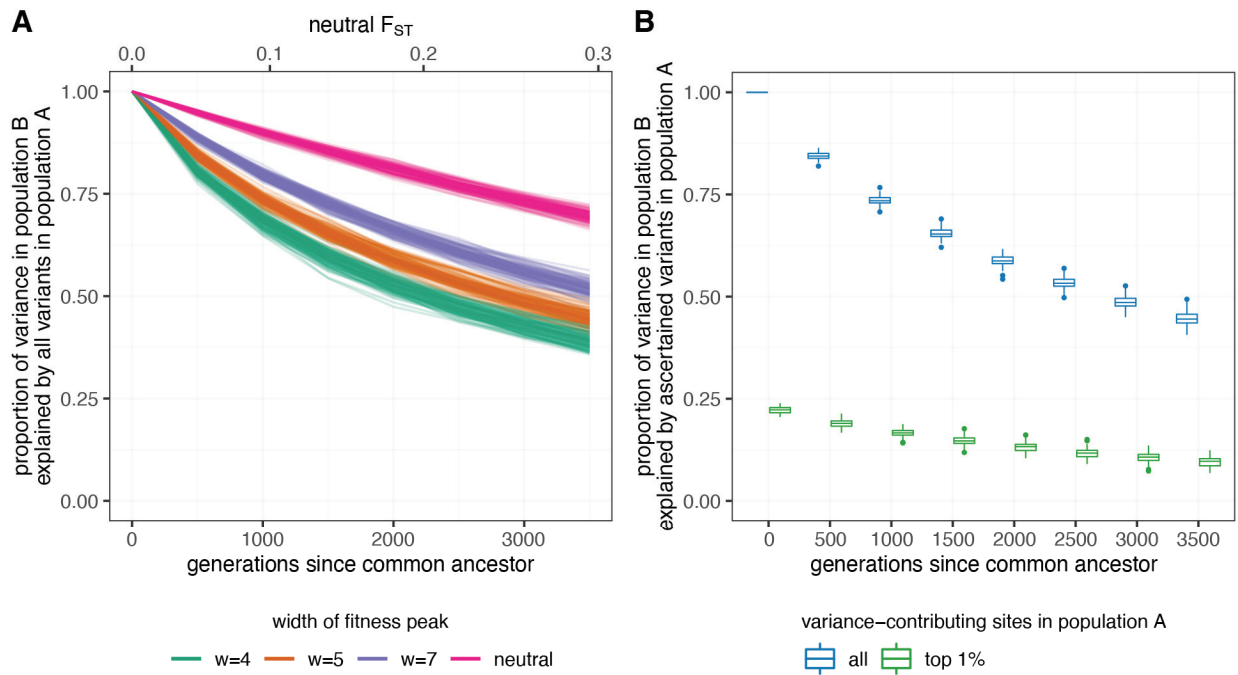 A
neutral FST
0.0 0.1 0.2 0.3
proportion of variance in population B
explained by all variants in population A
1.00
0.75
0.50
0.25
0.00
0 1000 2000 3000
generations since common ancestor
width of fitness peak
w=4 w=5 w=7 neutral
B
proportion of variance in population B
explained by ascertained variants in population A
1.00
0.75
0.50
0.25
0.00
0 500 1000 1500 2000 2500 3000 3500
generations since common ancestor
variance−contributing sites in population A
all top 1%